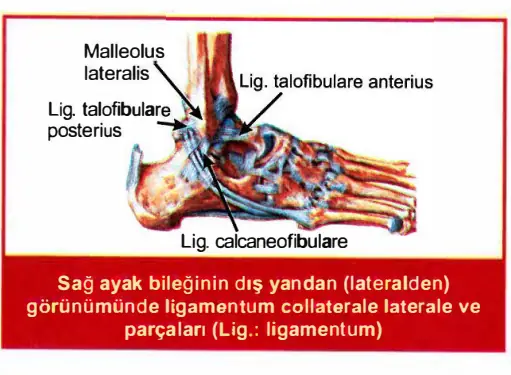 Malleolus
lateralis
Lig. talofibulare anterius
Lig. talofibulare
posterius
Lig. calcaneofibulare
Sağ ayak bileğinin dış yandan (lateralden)
görünümünde ligamentum collaterale laterale ve
parçaları (Lig.: ligamentum)